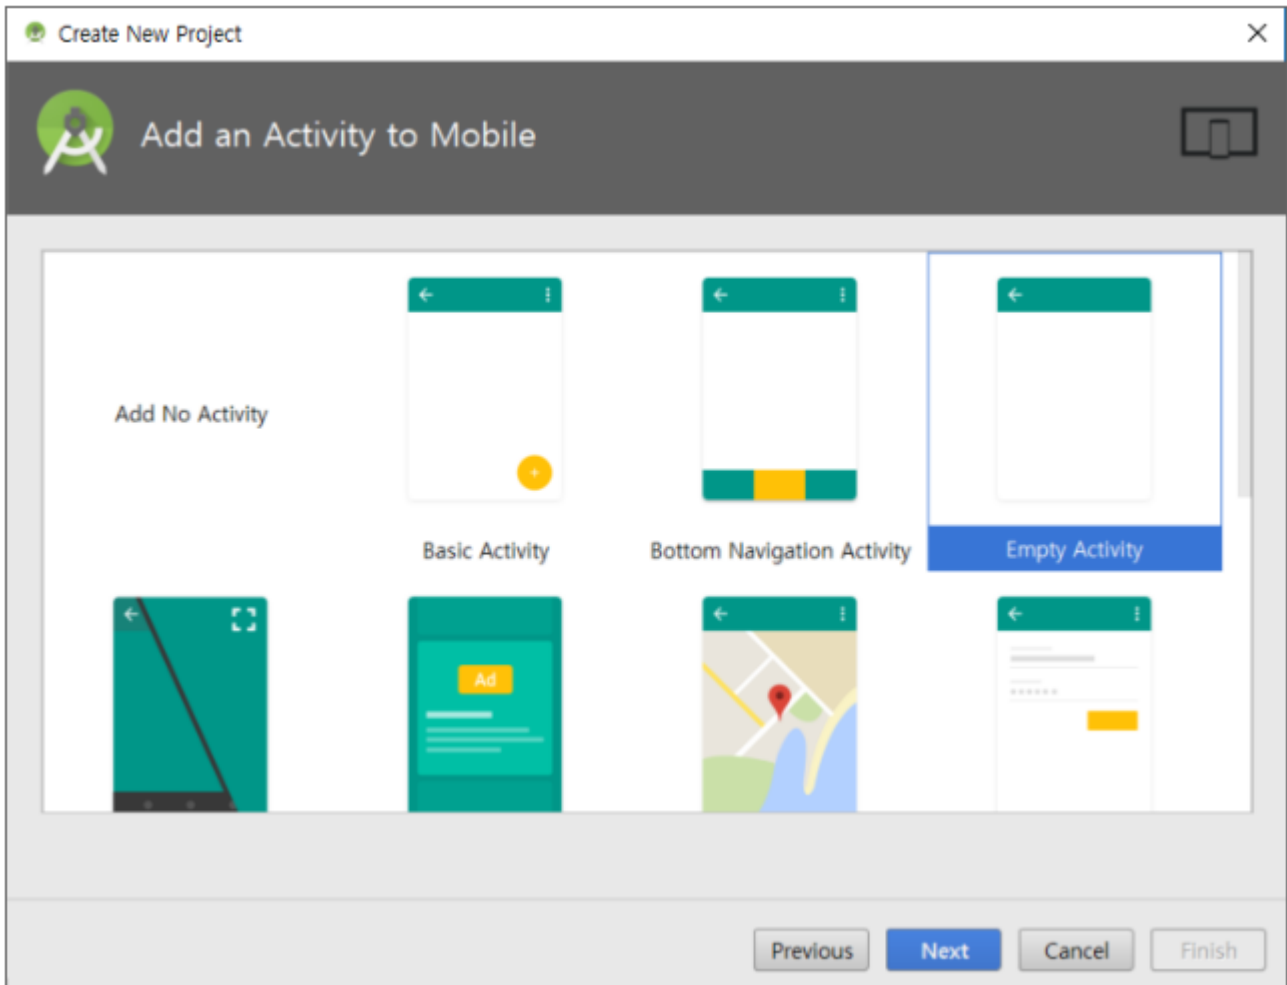 Create New Project
Add an Activity to Mobile
Add No Activity
Basic Activity
Bottom Navigation Activity
Empty Activity
Ad
Previous
Next
Cancel
Finish